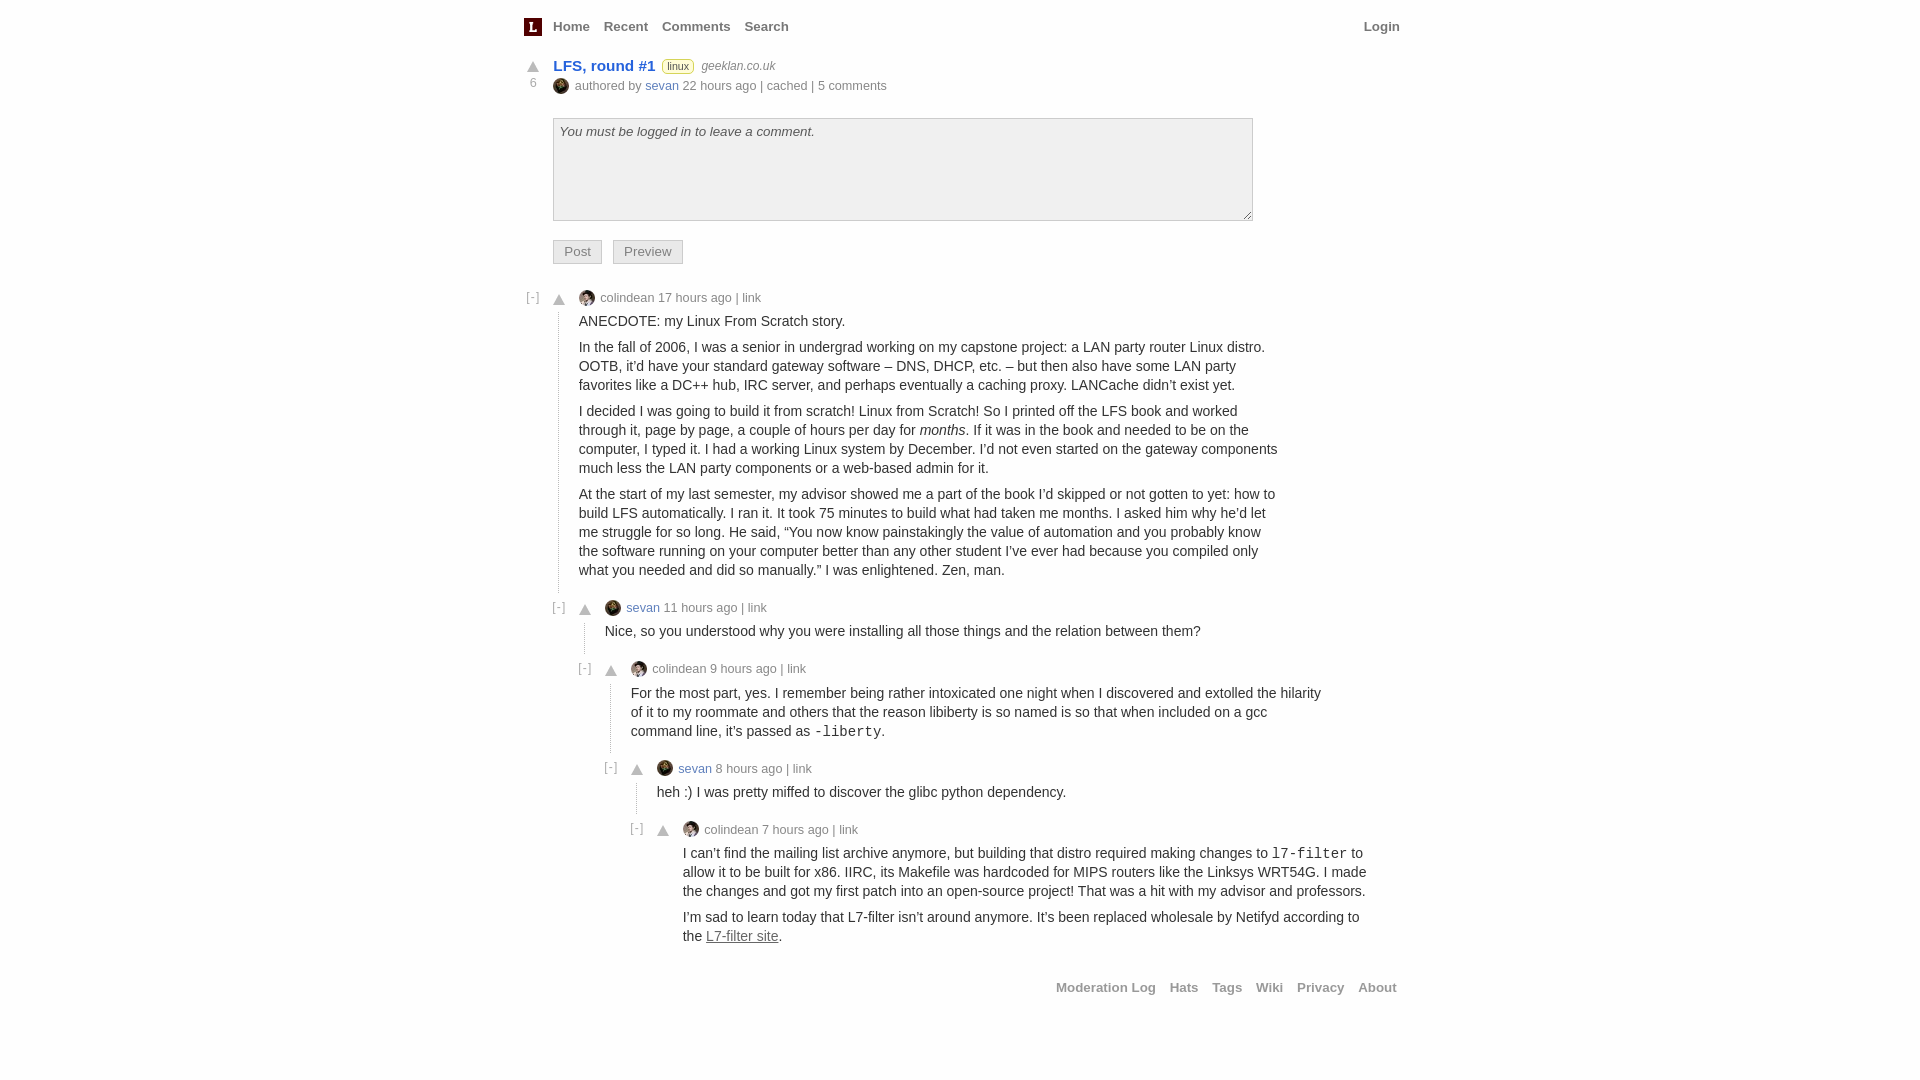 L Home Recent Comments Search Login
LFS, round #1 linux geeklan.co.uk
6 authored by sevan 22 hours ago | cached | 5 comments
You must be logged in to leave a comment.
Post Preview
[-] colindean 17 hours ago | link
ANECDOTE: my Linux From Scratch story.
In the fall of 2006, I was a senior in undergrad working on my capstone project: a LAN party router Linux distro.
OOTB, it’d have your standard gateway software – DNS, DHCP, etc. – but then also have some LAN party
favorites like a DC++ hub, IRC server, and perhaps eventually a caching proxy. LANCache didn’t exist yet.
I decided I was going to build it from scratch! Linux from Scratch! So I printed off the LFS book and worked
through it, page by page, a couple of hours per day for months. If it was in the book and needed to be on the
computer, I typed it. I had a working Linux system by December. I’d not even started on the gateway components
much less the LAN party components or a web-based admin for it.
At the start of my last semester, my advisor showed me a part of the book I’d skipped or not gotten to yet: how to
build LFS automatically. I ran it. It took 75 minutes to build what had taken me months. I asked him why he’d let
me struggle for so long. He said, “You now know painstakingly the value of automation and you probably know
the software running on your computer better than any other student I’ve ever had because you compiled only
what you needed and did so manually.” I was enlightened. Zen, man.
[-] sevan 11 hours ago | link
Nice, so you understood why you were installing all those things and the relation between them?
[-] colindean 9 hours ago | link
For the most part, yes. I remember being rather intoxicated one night when I discovered and extolled the hilarity
of it to my roommate and others that the reason libiberty is so named is so that when included on a gcc
command line, it’s passed as -liberty.
[-] sevan 8 hours ago | link
heh :) I was pretty miffed to discover the glibc python dependency.
[-] colindean 7 hours ago | link
I can’t find the mailing list archive anymore, but building that distro required making changes to l7-filter to
allow it to be built for x86. IIRC, its Makefile was hardcoded for MIPS routers like the Linksys WRT54G. I made
the changes and got my first patch into an open-source project! That was a hit with my advisor and professors.
I’m sad to learn today that L7-filter isn’t around anymore. It’s been replaced wholesale by Netifyd according to
the L7-filter site.
Moderation Log Hats Tags Wiki Privacy About